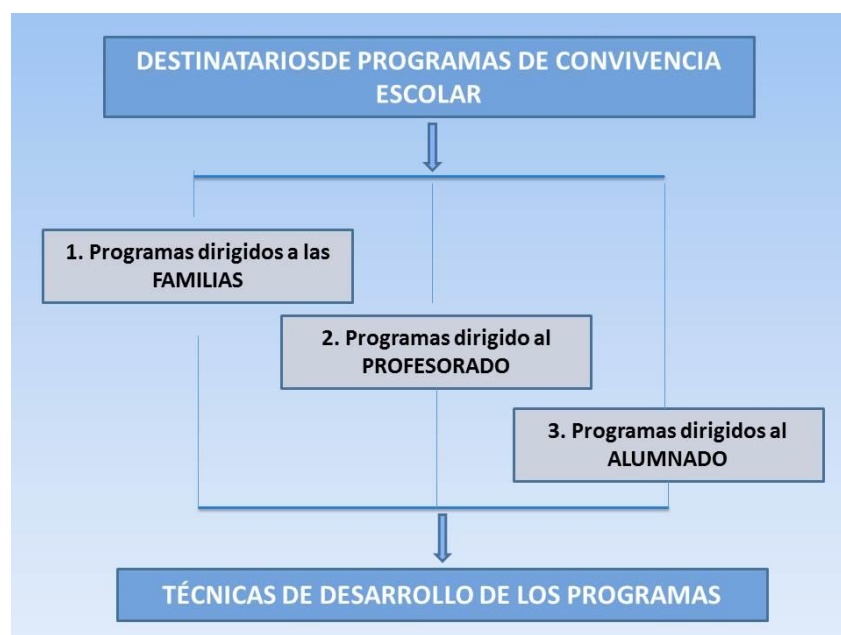 DESTINATARIOSDE PROGRAMAS DE CONVIVENCIA
ESCOLAR
1. Programas dirigidos a las
FAMILIAS
2. Programas dirigido al
PROFESORADO
3. Programas dirigidos al
ALUMNADO
TÉCNICAS DE DESARROLLO DE LOS PROGRAMAS